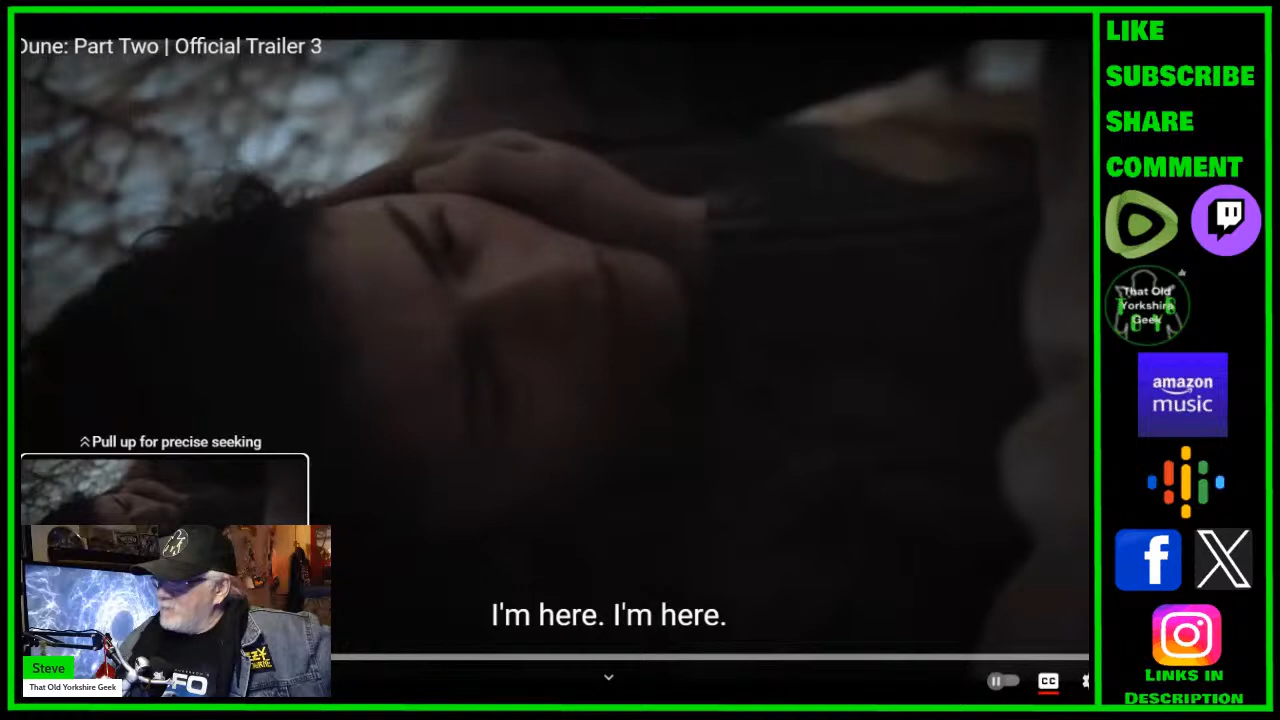 Dune: Part Two | Official Trailer 3
LIKE
SUBSCRIBE
SHARE
COMMENT
That Old
Yorkshire
Geek
amazon
music
Pull up for precise seeking
I'm here. I'm here.
Steve
That Old Yorkshire Geek
CC
LINKS IN
DESCRIPTION